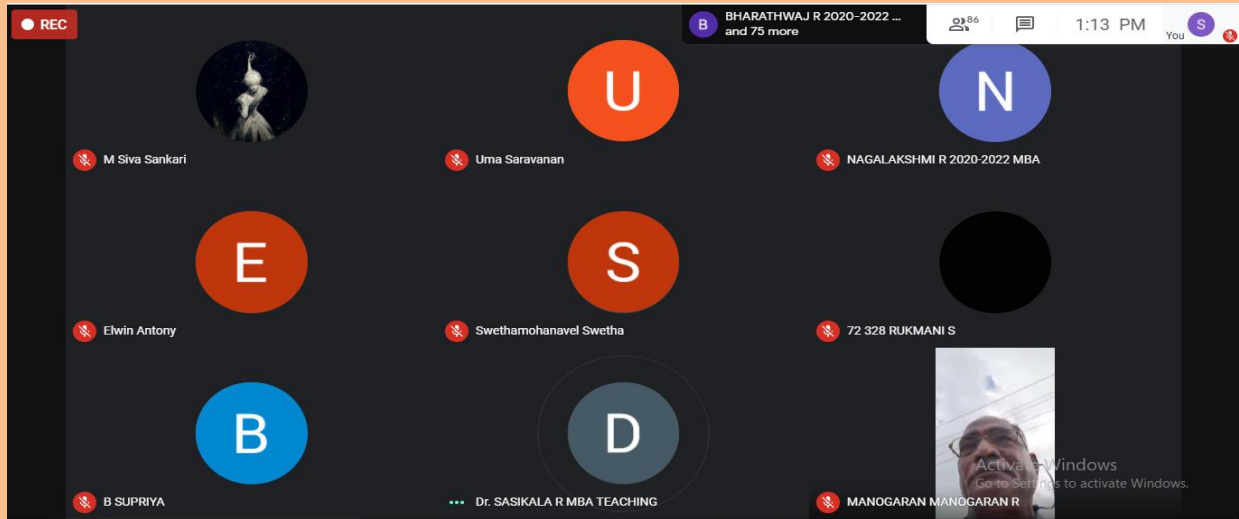 REC
B
BHARATHWAJ R 2020-2022 ...
and 75 more
86
1:13 PM
You
S
U
N
M Siva Sankari
Uma Saravanan
NAGALAKSHMI R 2020-2022 MBA
E
S
Elwin Antony
Swethamohanavel Swetha
72 328 RUKMANI S
B
D
B SUPRIYA
Dr. SASIKALA R MBA TEACHING
MANOGARAN MANOGARAN R
Activate Windows
Go to Settings to activate Windows.